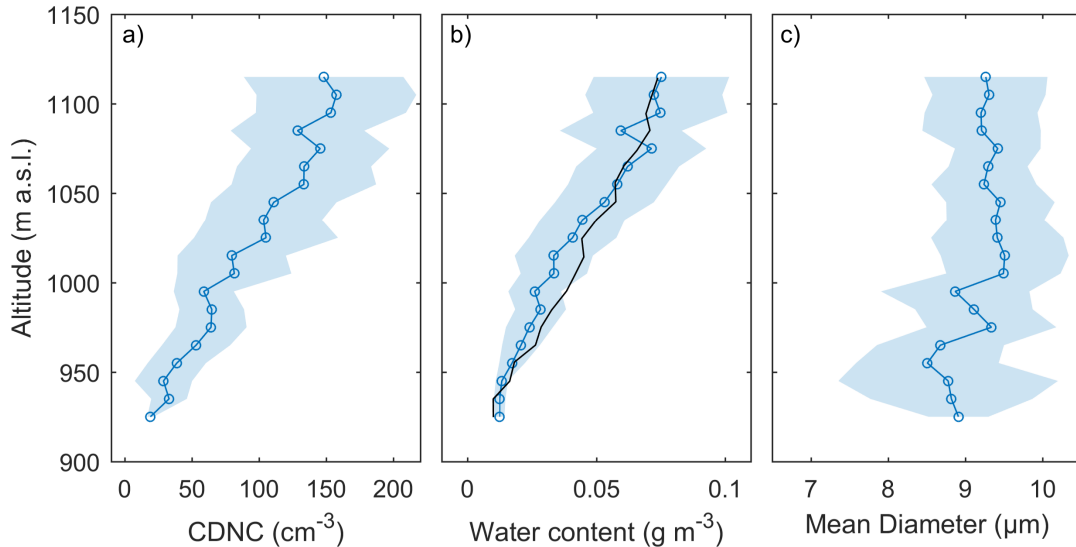 a)
b)
c)
Altitude (m a.s.l.)
1150
1100
1050
1000
950
900
0 50 100 150 200
0 0.05 0.1
7 8 9 10
CDNC (cm⁻³)
Water content (g m⁻³)
Mean Diameter (μm)